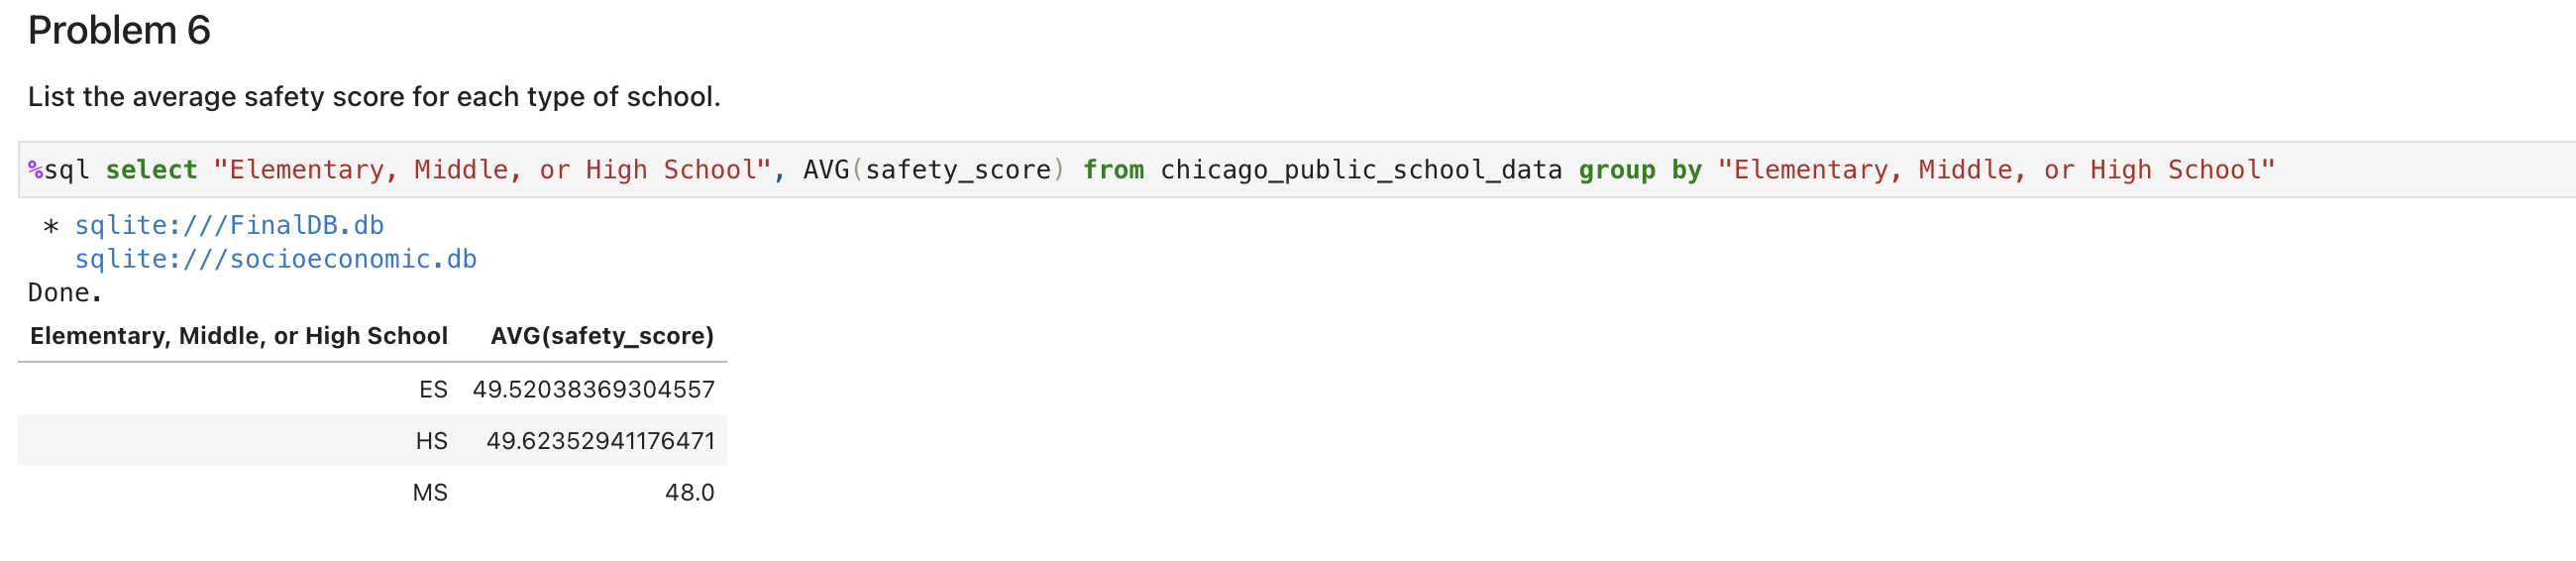 Problem 6
List the average safety score for each type of school.
%sql select "Elementary, Middle, or High School", AVG(safety_score) from chicago_public_school_data group by "Elementary, Middle, or High School"
* sqlite:///FinalDB.db
sqlite:///socioeconomic.db
Done.
Elementary, Middle, or High School AVG(safety_score)
ES 49.52038369304557
HS 49.62352941176471
MS 48.0